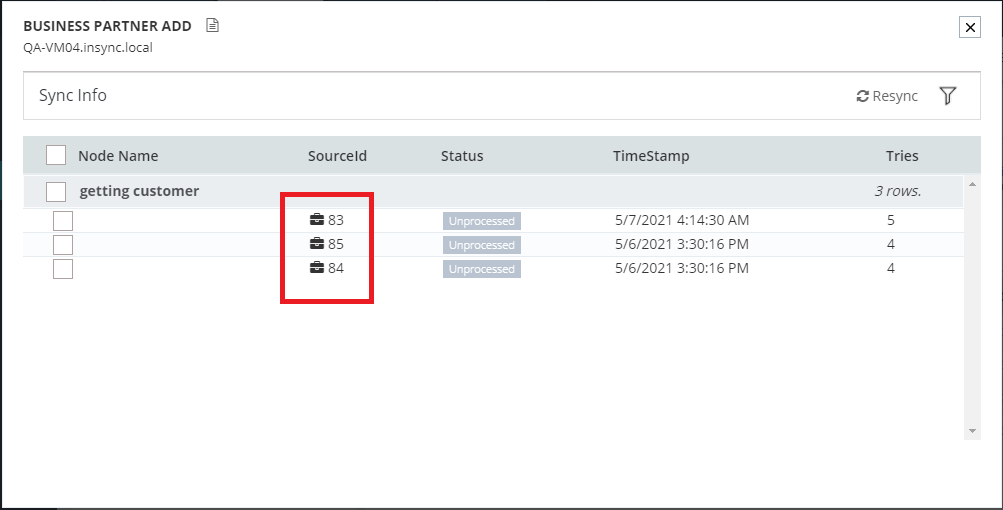 BUSINESS PARTNER ADD
QA-VM04.insync.local
Sync Info Resync
Node Name SourceId Status TimeStamp Tries
getting customer 3 rows.
83 Unprocessed 5/7/2021 4:14:30 AM 5
85 Unprocessed 5/6/2021 3:30:16 PM 4
84 Unprocessed 5/6/2021 3:30:16 PM 4